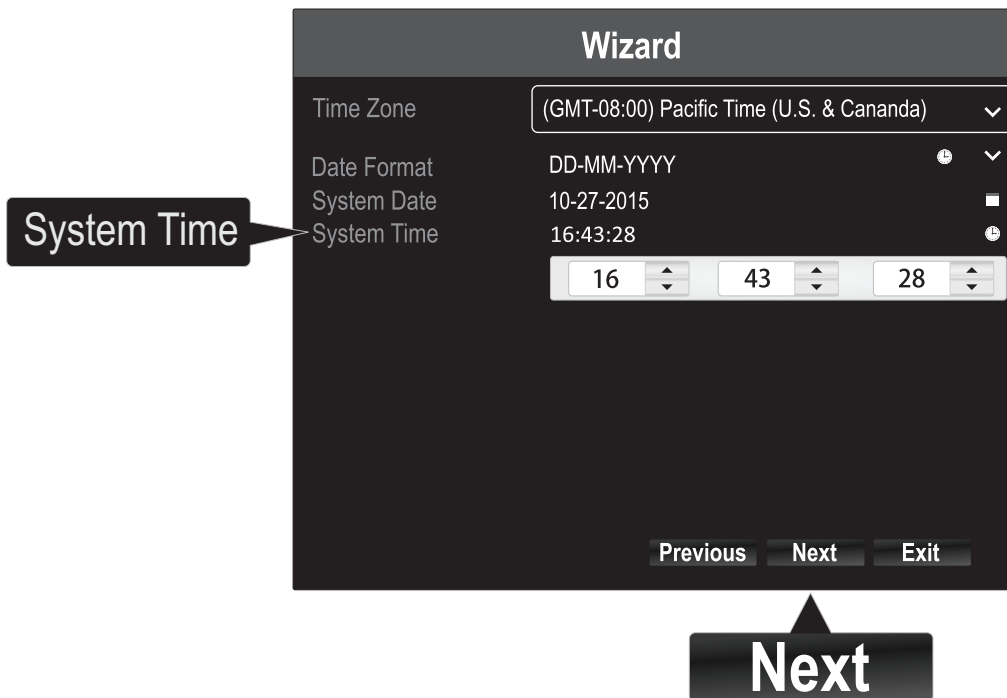 Wizard
Time Zone (GMT-08:00) Pacific Time (U.S. & Cananda)
Date Format DD-MM-YYYY
System Date 10-27-2015
System Time System Time 16:43:28
16 43 28
Previous Next Exit
Next